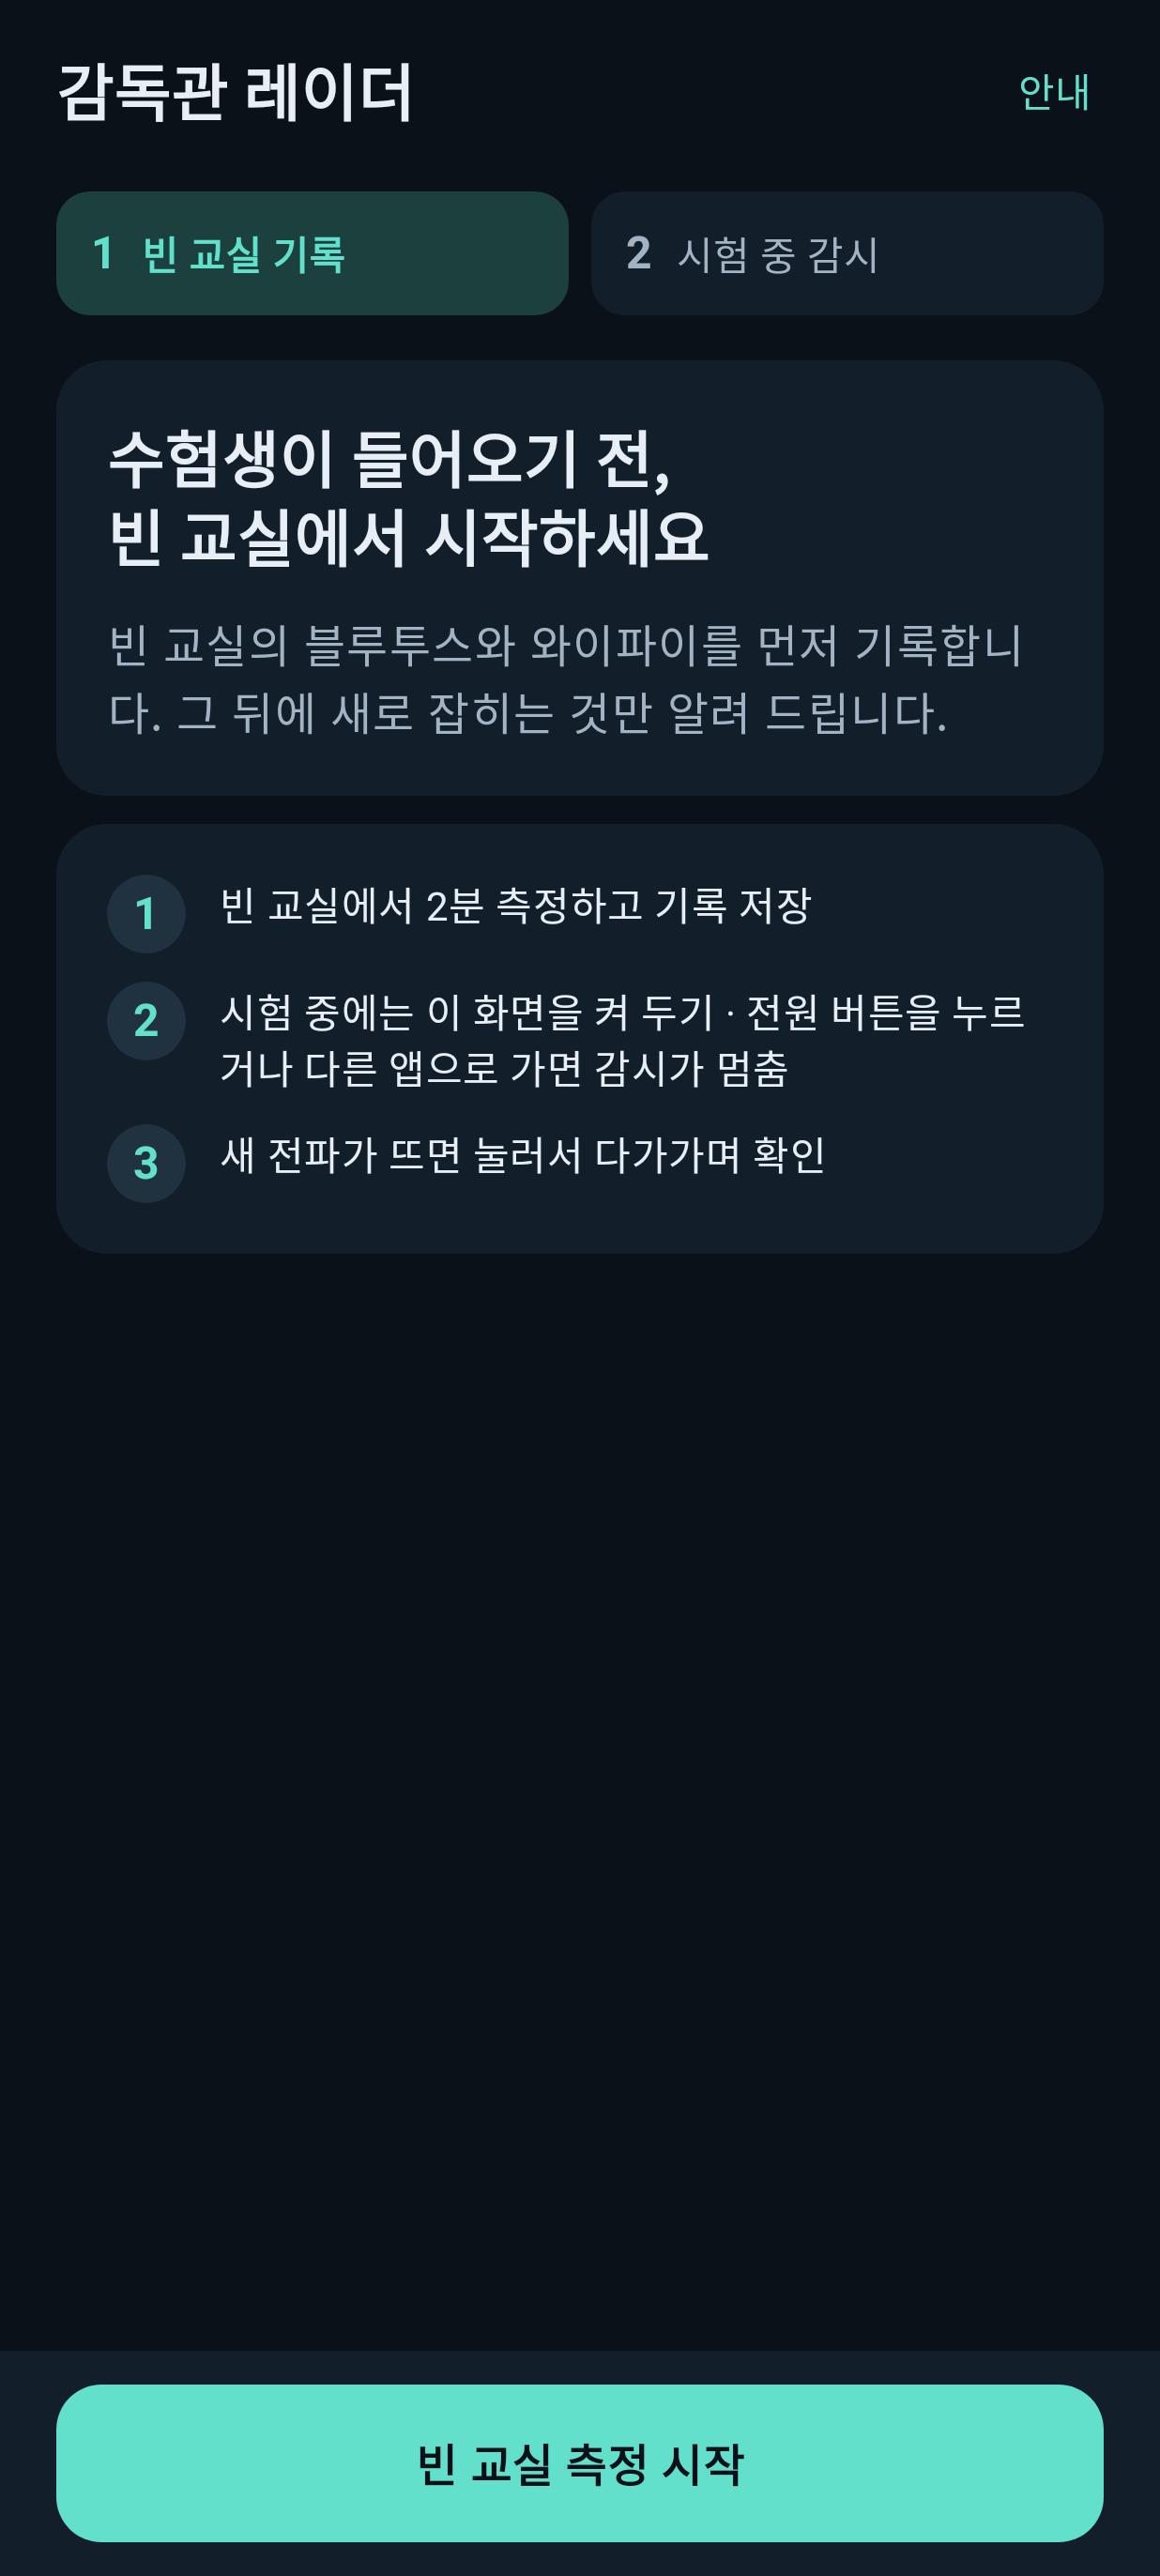 감독관 레이더
안내
1 빈 교실 기록
2 시험 중 감시
수험생이 들어오기 전,
빈 교실에서 시작하세요
빈 교실의 블루투스와 와이파이를 먼저 기록합니
다. 그 뒤에 새로 잡히는 것만 알려 드립니다.
1 빈 교실에서 2분 측정하고 기록 저장
2 시험 중에는 이 화면을 켜 두기 · 전원 버튼을 누르
거나 다른 앱으로 가면 감시가 멈춤
3 새 전파가 뜨면 눌러서 다가가며 확인
빈 교실 측정 시작